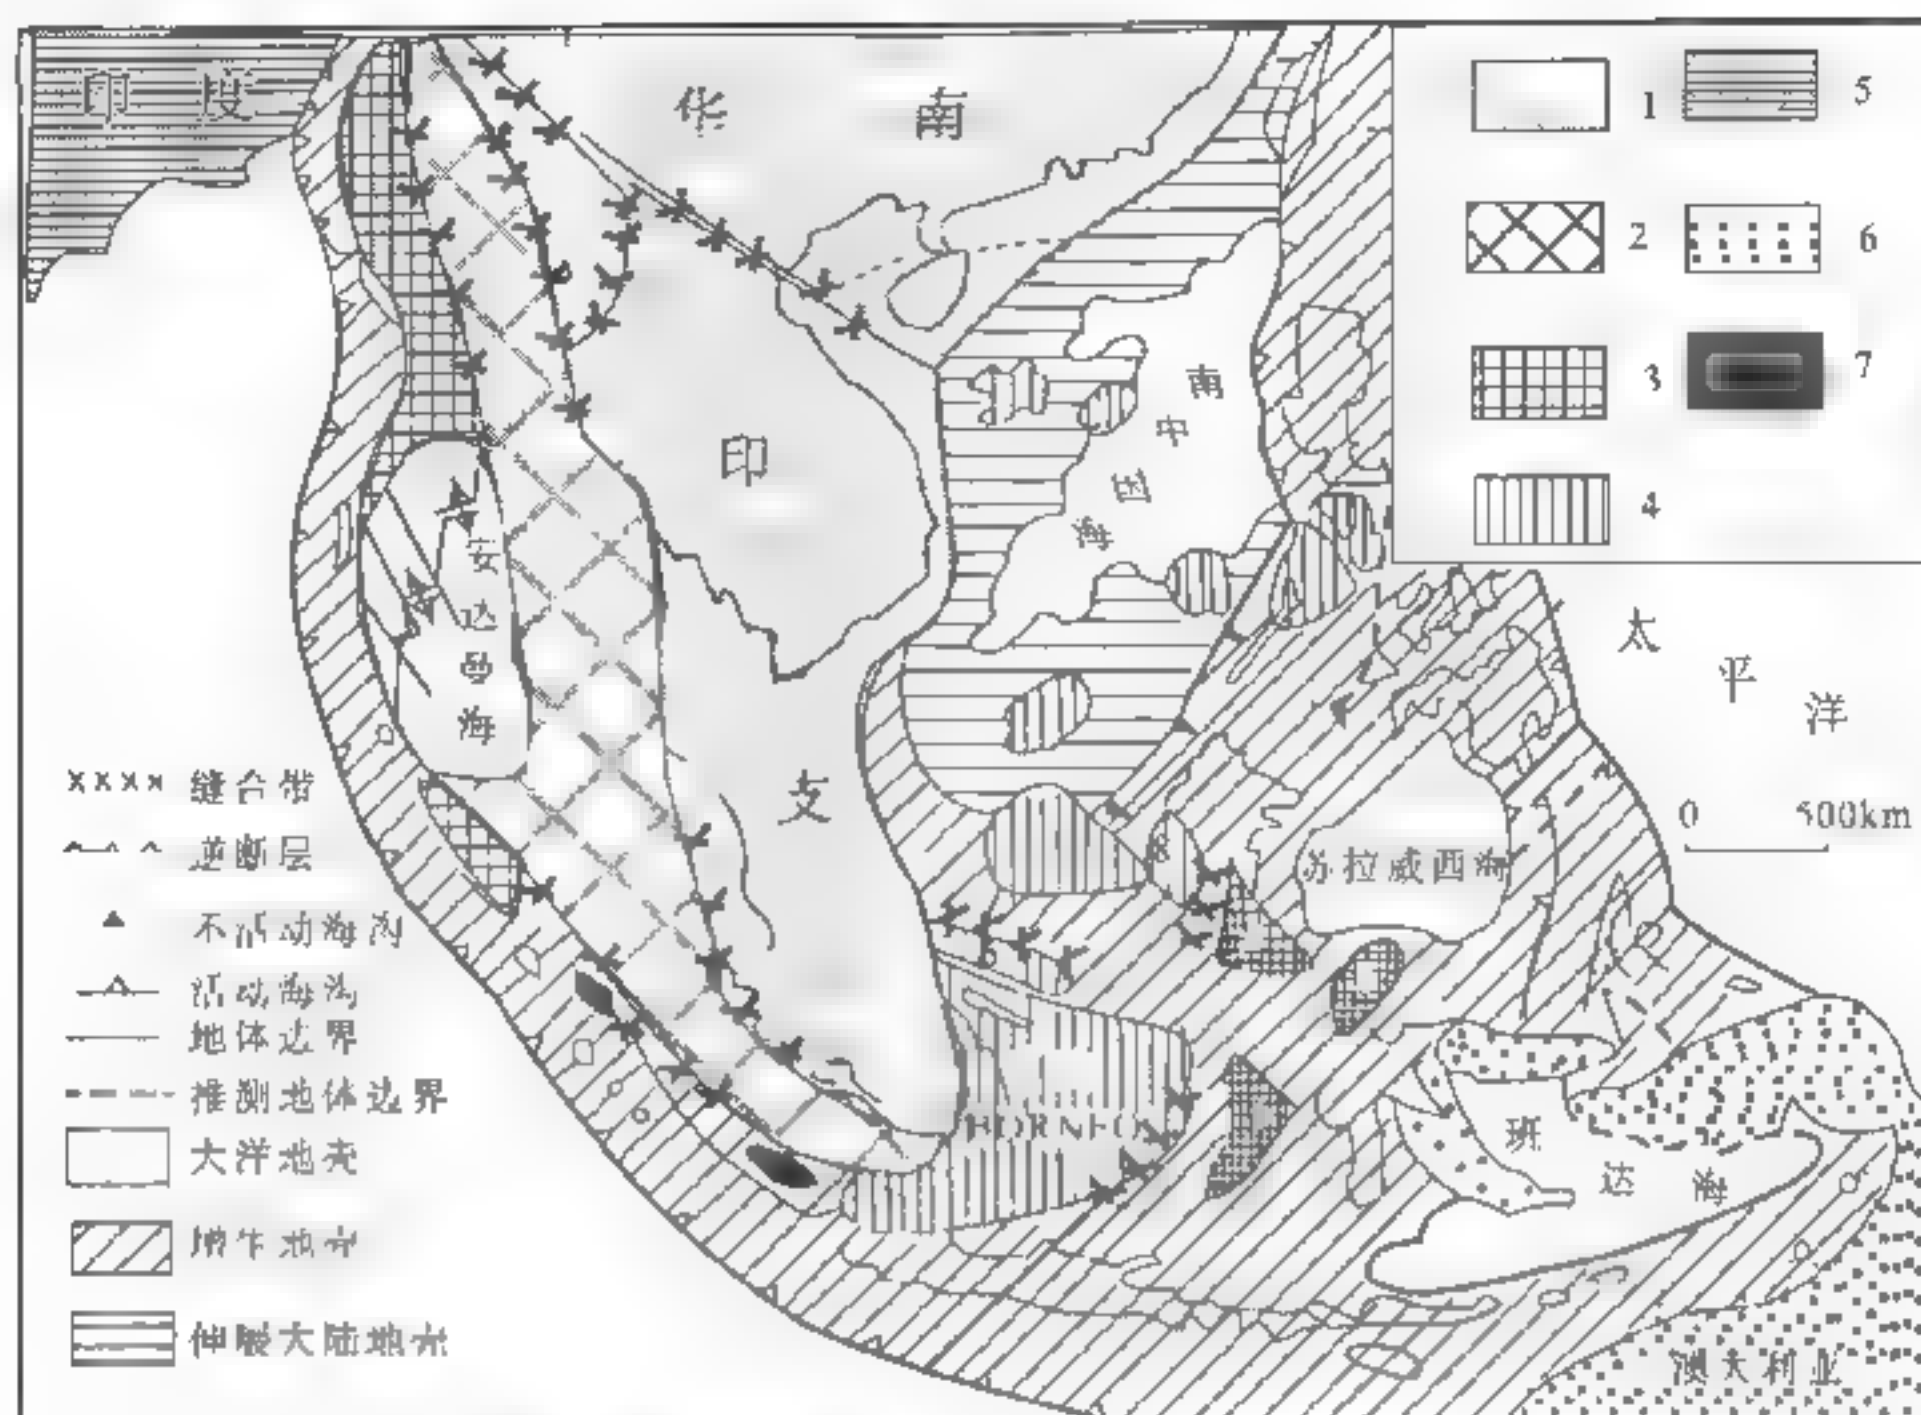 印度
华南
1
5
2
6
3
7
4
南中国海
印支
安达曼海
太平洋
0 500km
苏拉威西海
BORNEO
班达海
澳大利亚
缝合带
逆断层
不活动海沟
活动海沟
地体边界
推测地体边界
大洋地壳
增生地壳
伸展大陆地壳